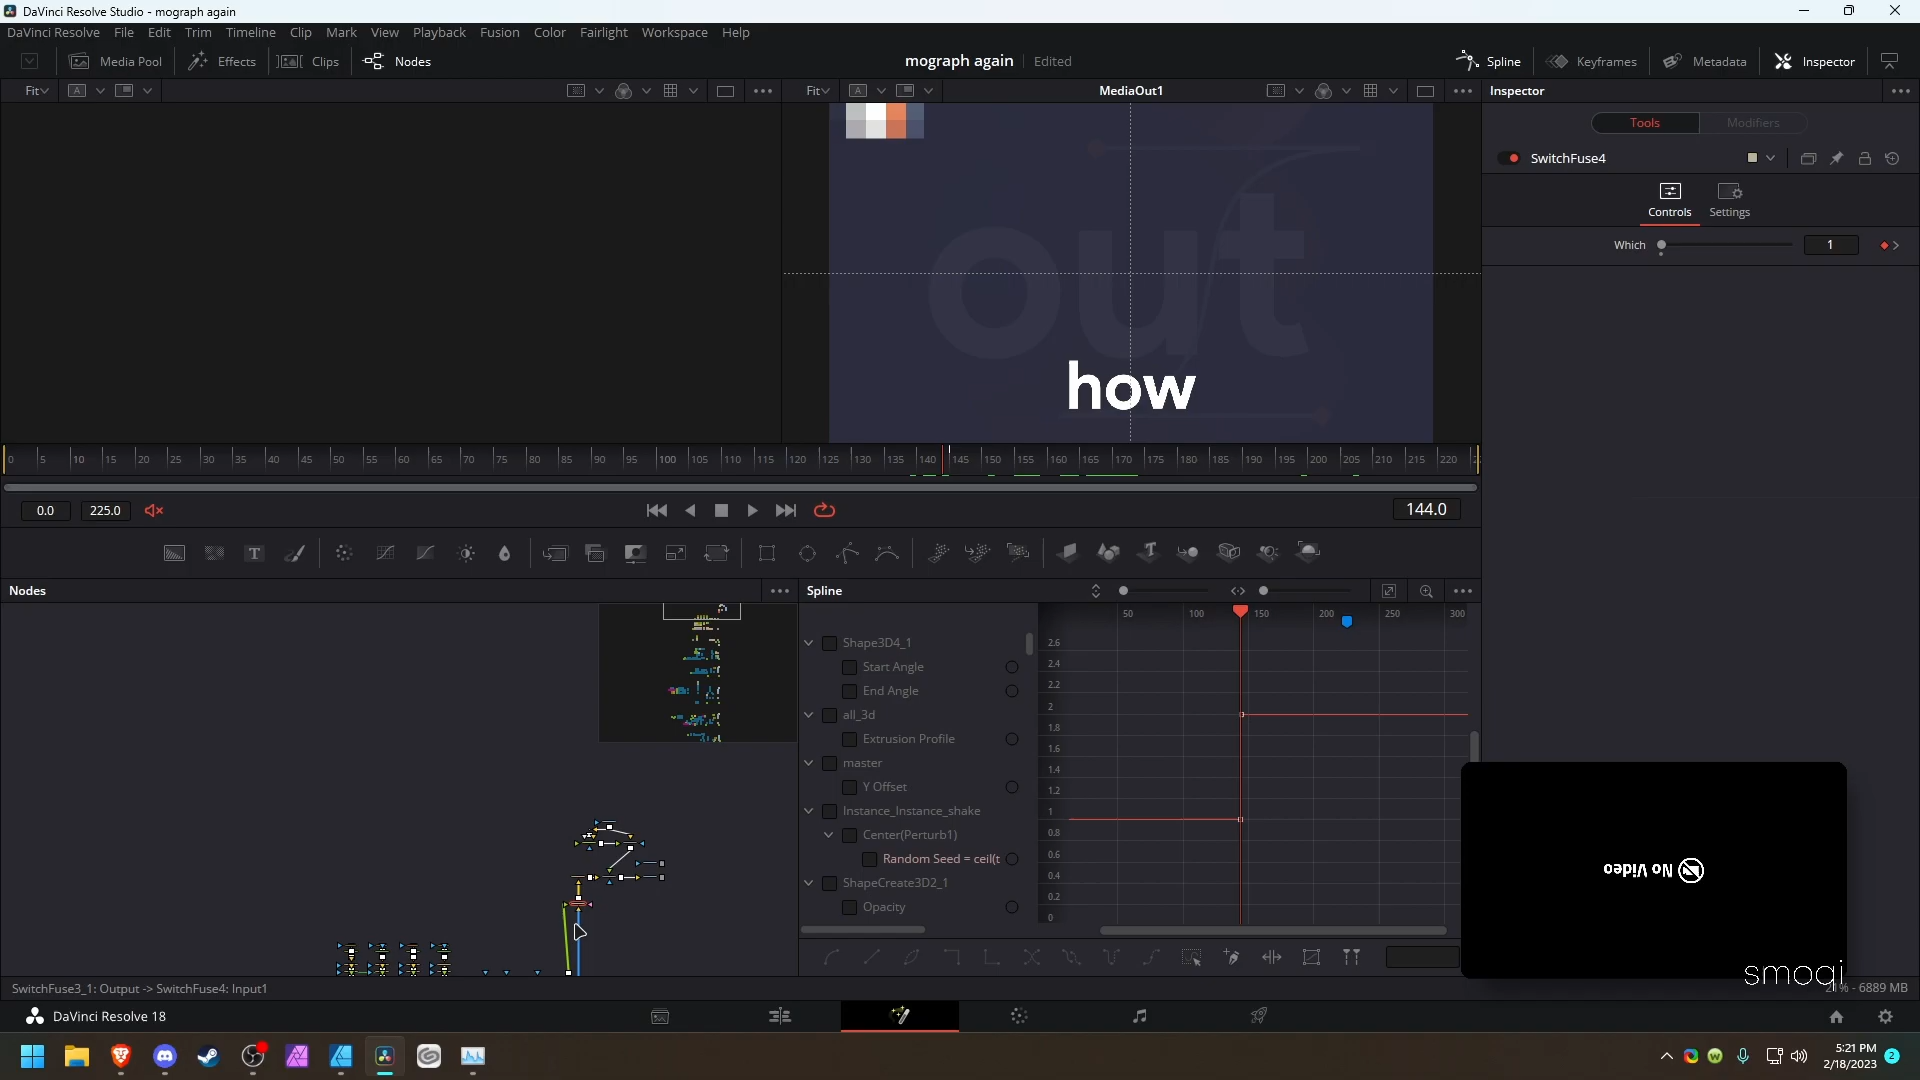 DaVinci Resolve Studio - mograph again
DaVinci Resolve File Edit Trim Timeline Clip Mark View Playback Fusion Color Fairlight Workspace Help
Media Pool Effects Clips Nodes mograph again Edited Spline Keyframes Metadata Inspector
Fit A Fit A MediaOut1 Inspector
Tools Modifiers
SwitchFuse4
Controls Settings
Which 1
out
how
0 5 10 15 20 25 30 35 40 45 50 55 60 65 70 75 80 85 90 95 100 105 110 115 120 125 130 135 140 145 150 155 160 165 170 175 180 185 190 195 200 205 210 215 220
0.0 225.0 144.0
Nodes Spline
50 100 150 200 250 300
Shape3D4_1
Start Angle
End Angle
all_3d
Extrusion Profile
master
Y Offset
Instance_Instance_shake
Center(Perturb1)
Random Seed = ceil(t
ShapeCreate3D2_1
Opacity
2.6
2.4
2.2
2
1.8
1.6
1.4
1.2
1
0.8
0.6
0.4
0.2
0
No Video
smoqi
SwitchFuse3_1: Output -> SwitchFuse4: Input1 21% - 6889 MB
DaVinci Resolve 18
5:21 PM
2/18/2023 2